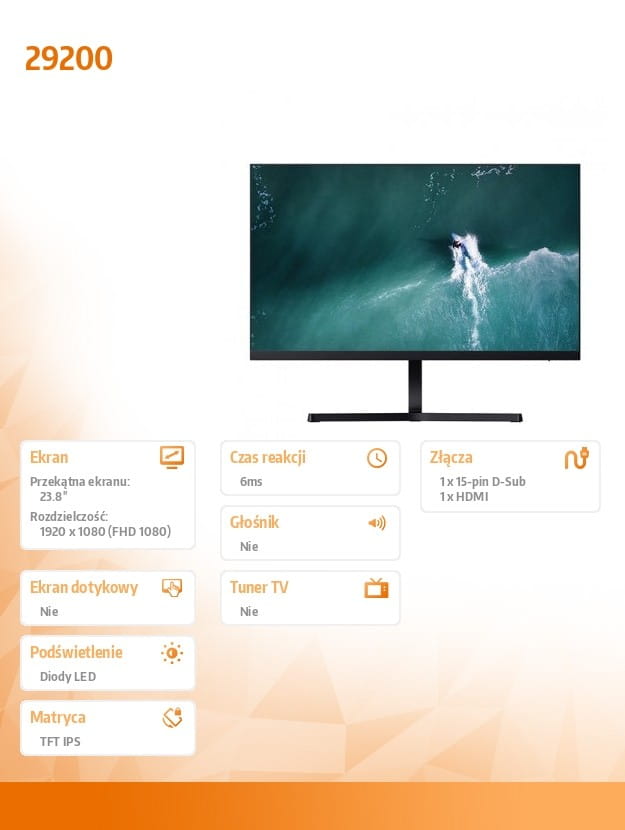 29200
Ekran
Przekątna ekranu:
23.8"
Rozdzielczość:
1920 x 1080 (FHD 1080)
Czas reakcji
6ms
Złącza
1 x 15-pin D-Sub
1 x HDMI
Głośnik
Nie
Ekran dotykowy
Nie
Tuner TV
Nie
Podświetlenie
Diody LED
Matryca
TFT IPS